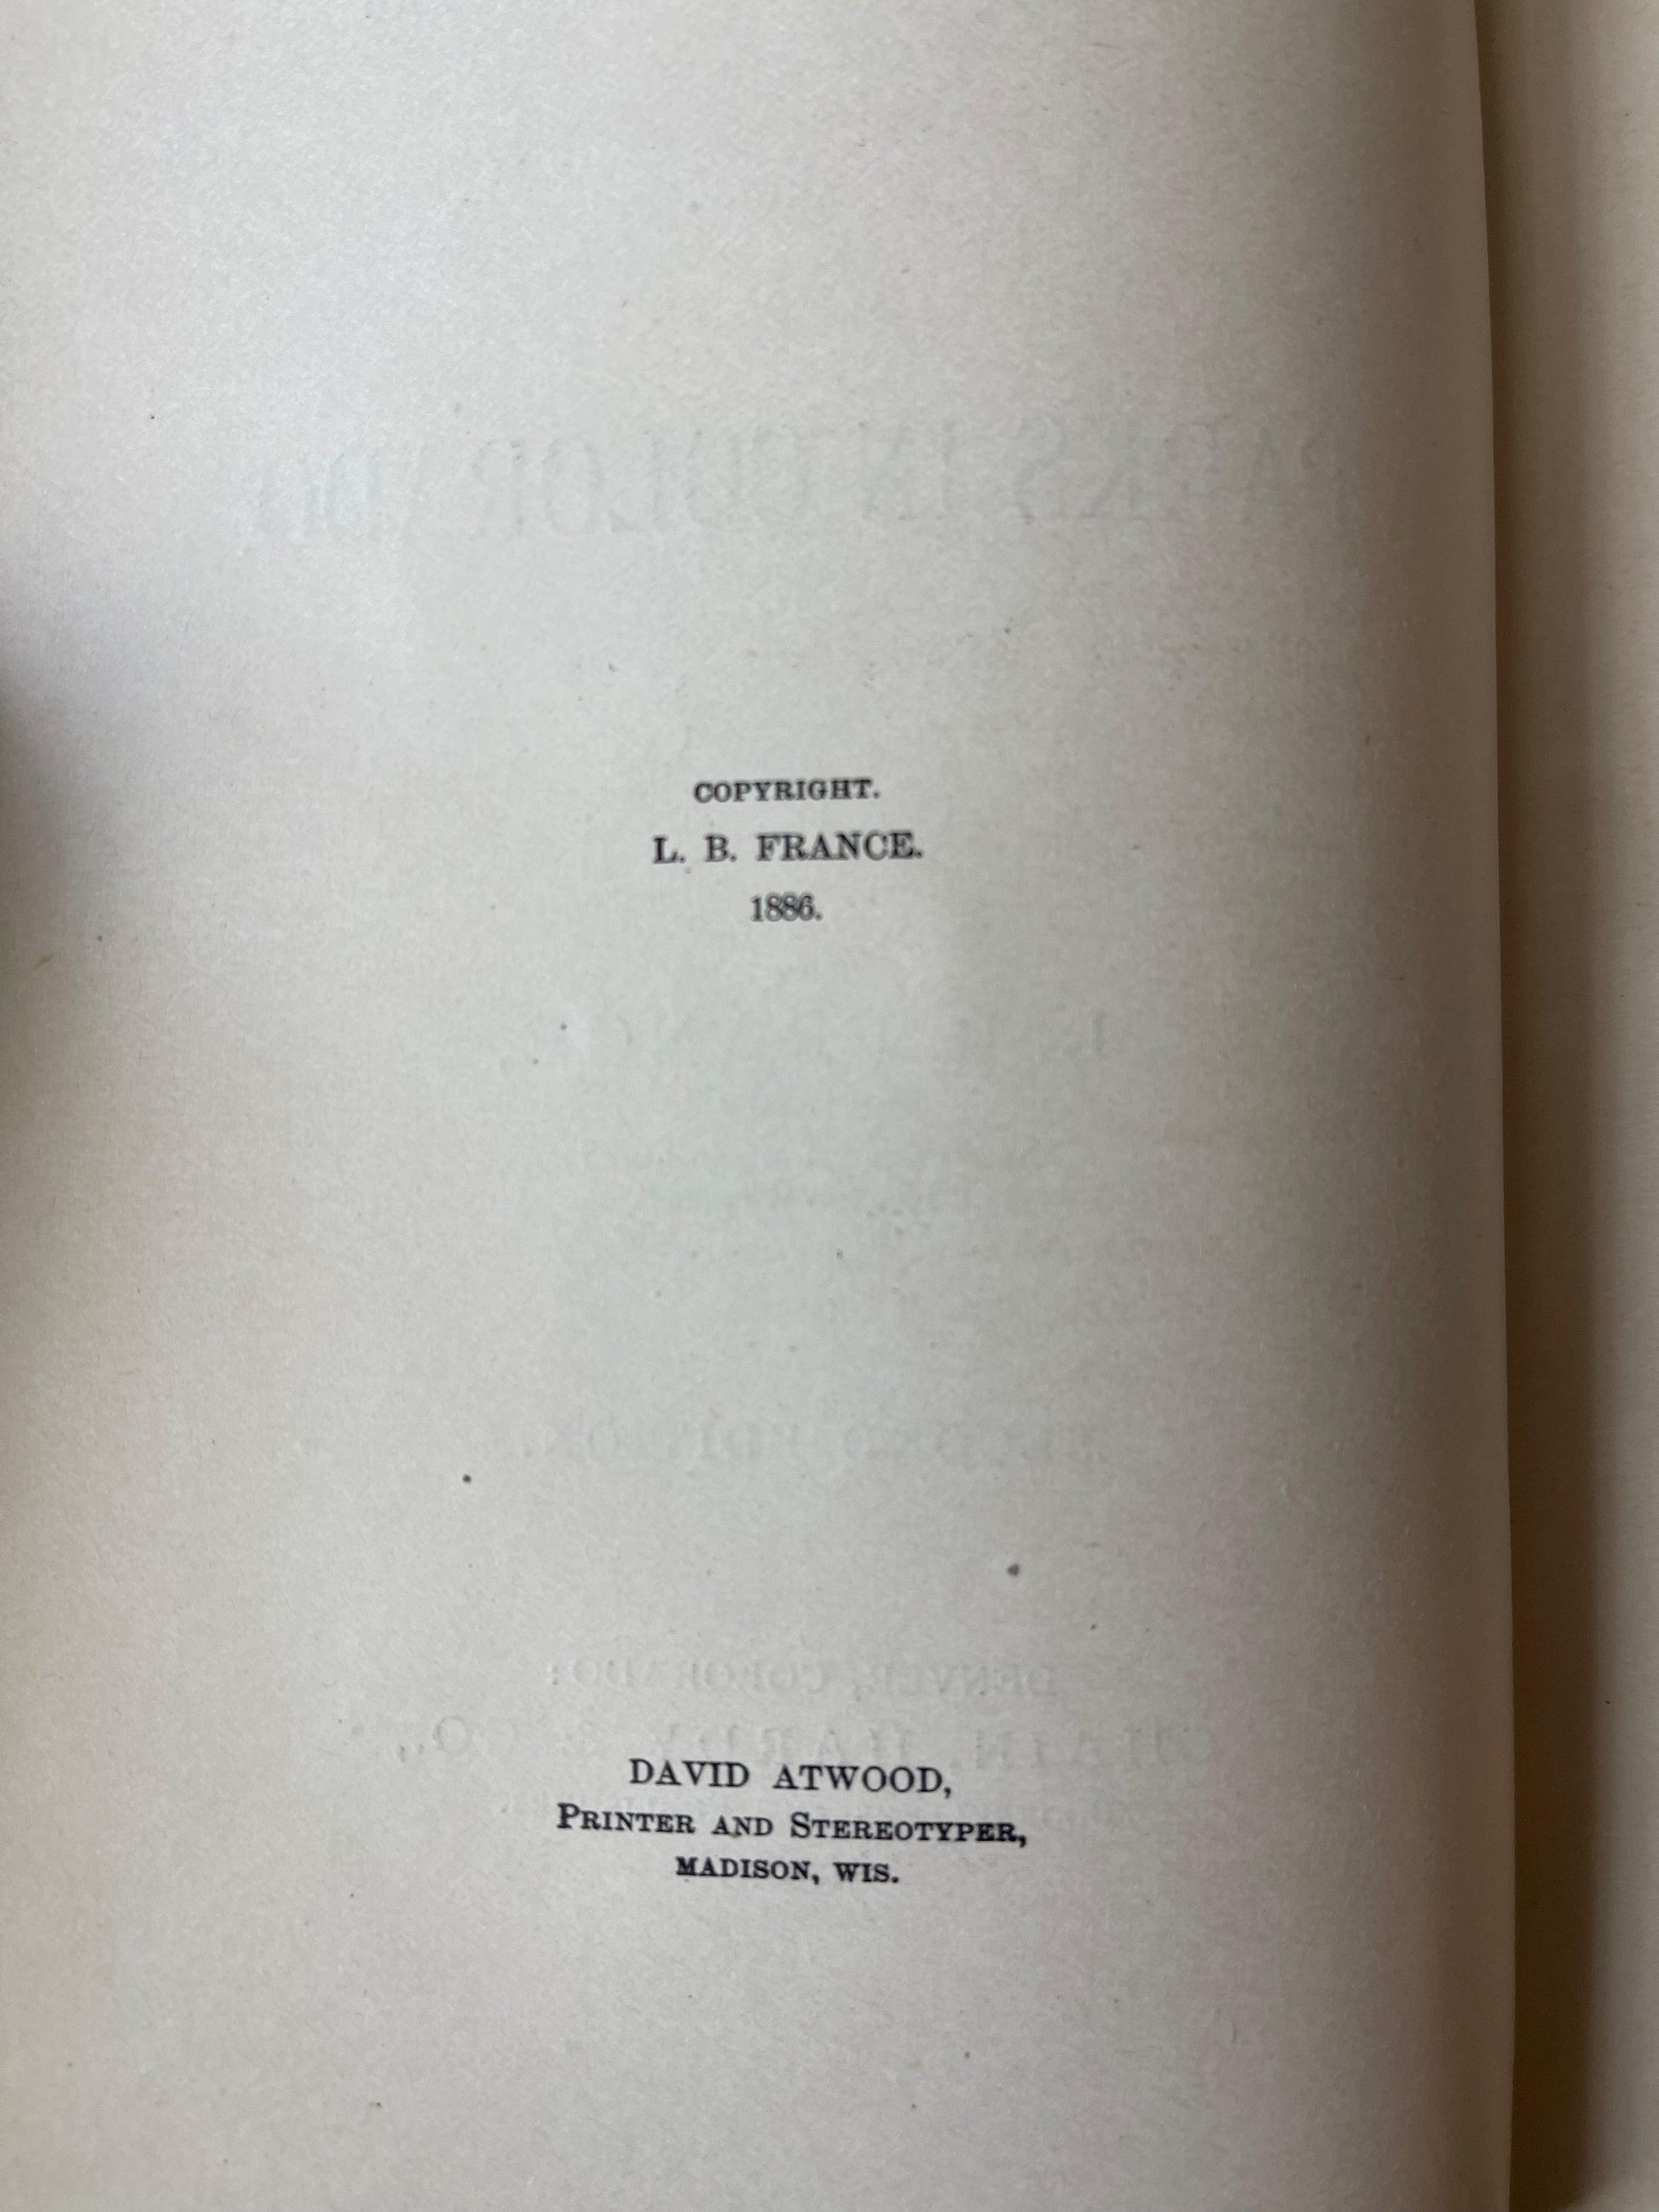 COPYRIGHT.
L. B. FRANCE.
1886.
DAVID ATWOOD,
PRINTER AND STEREOTYPER,
MADISON, WIS.